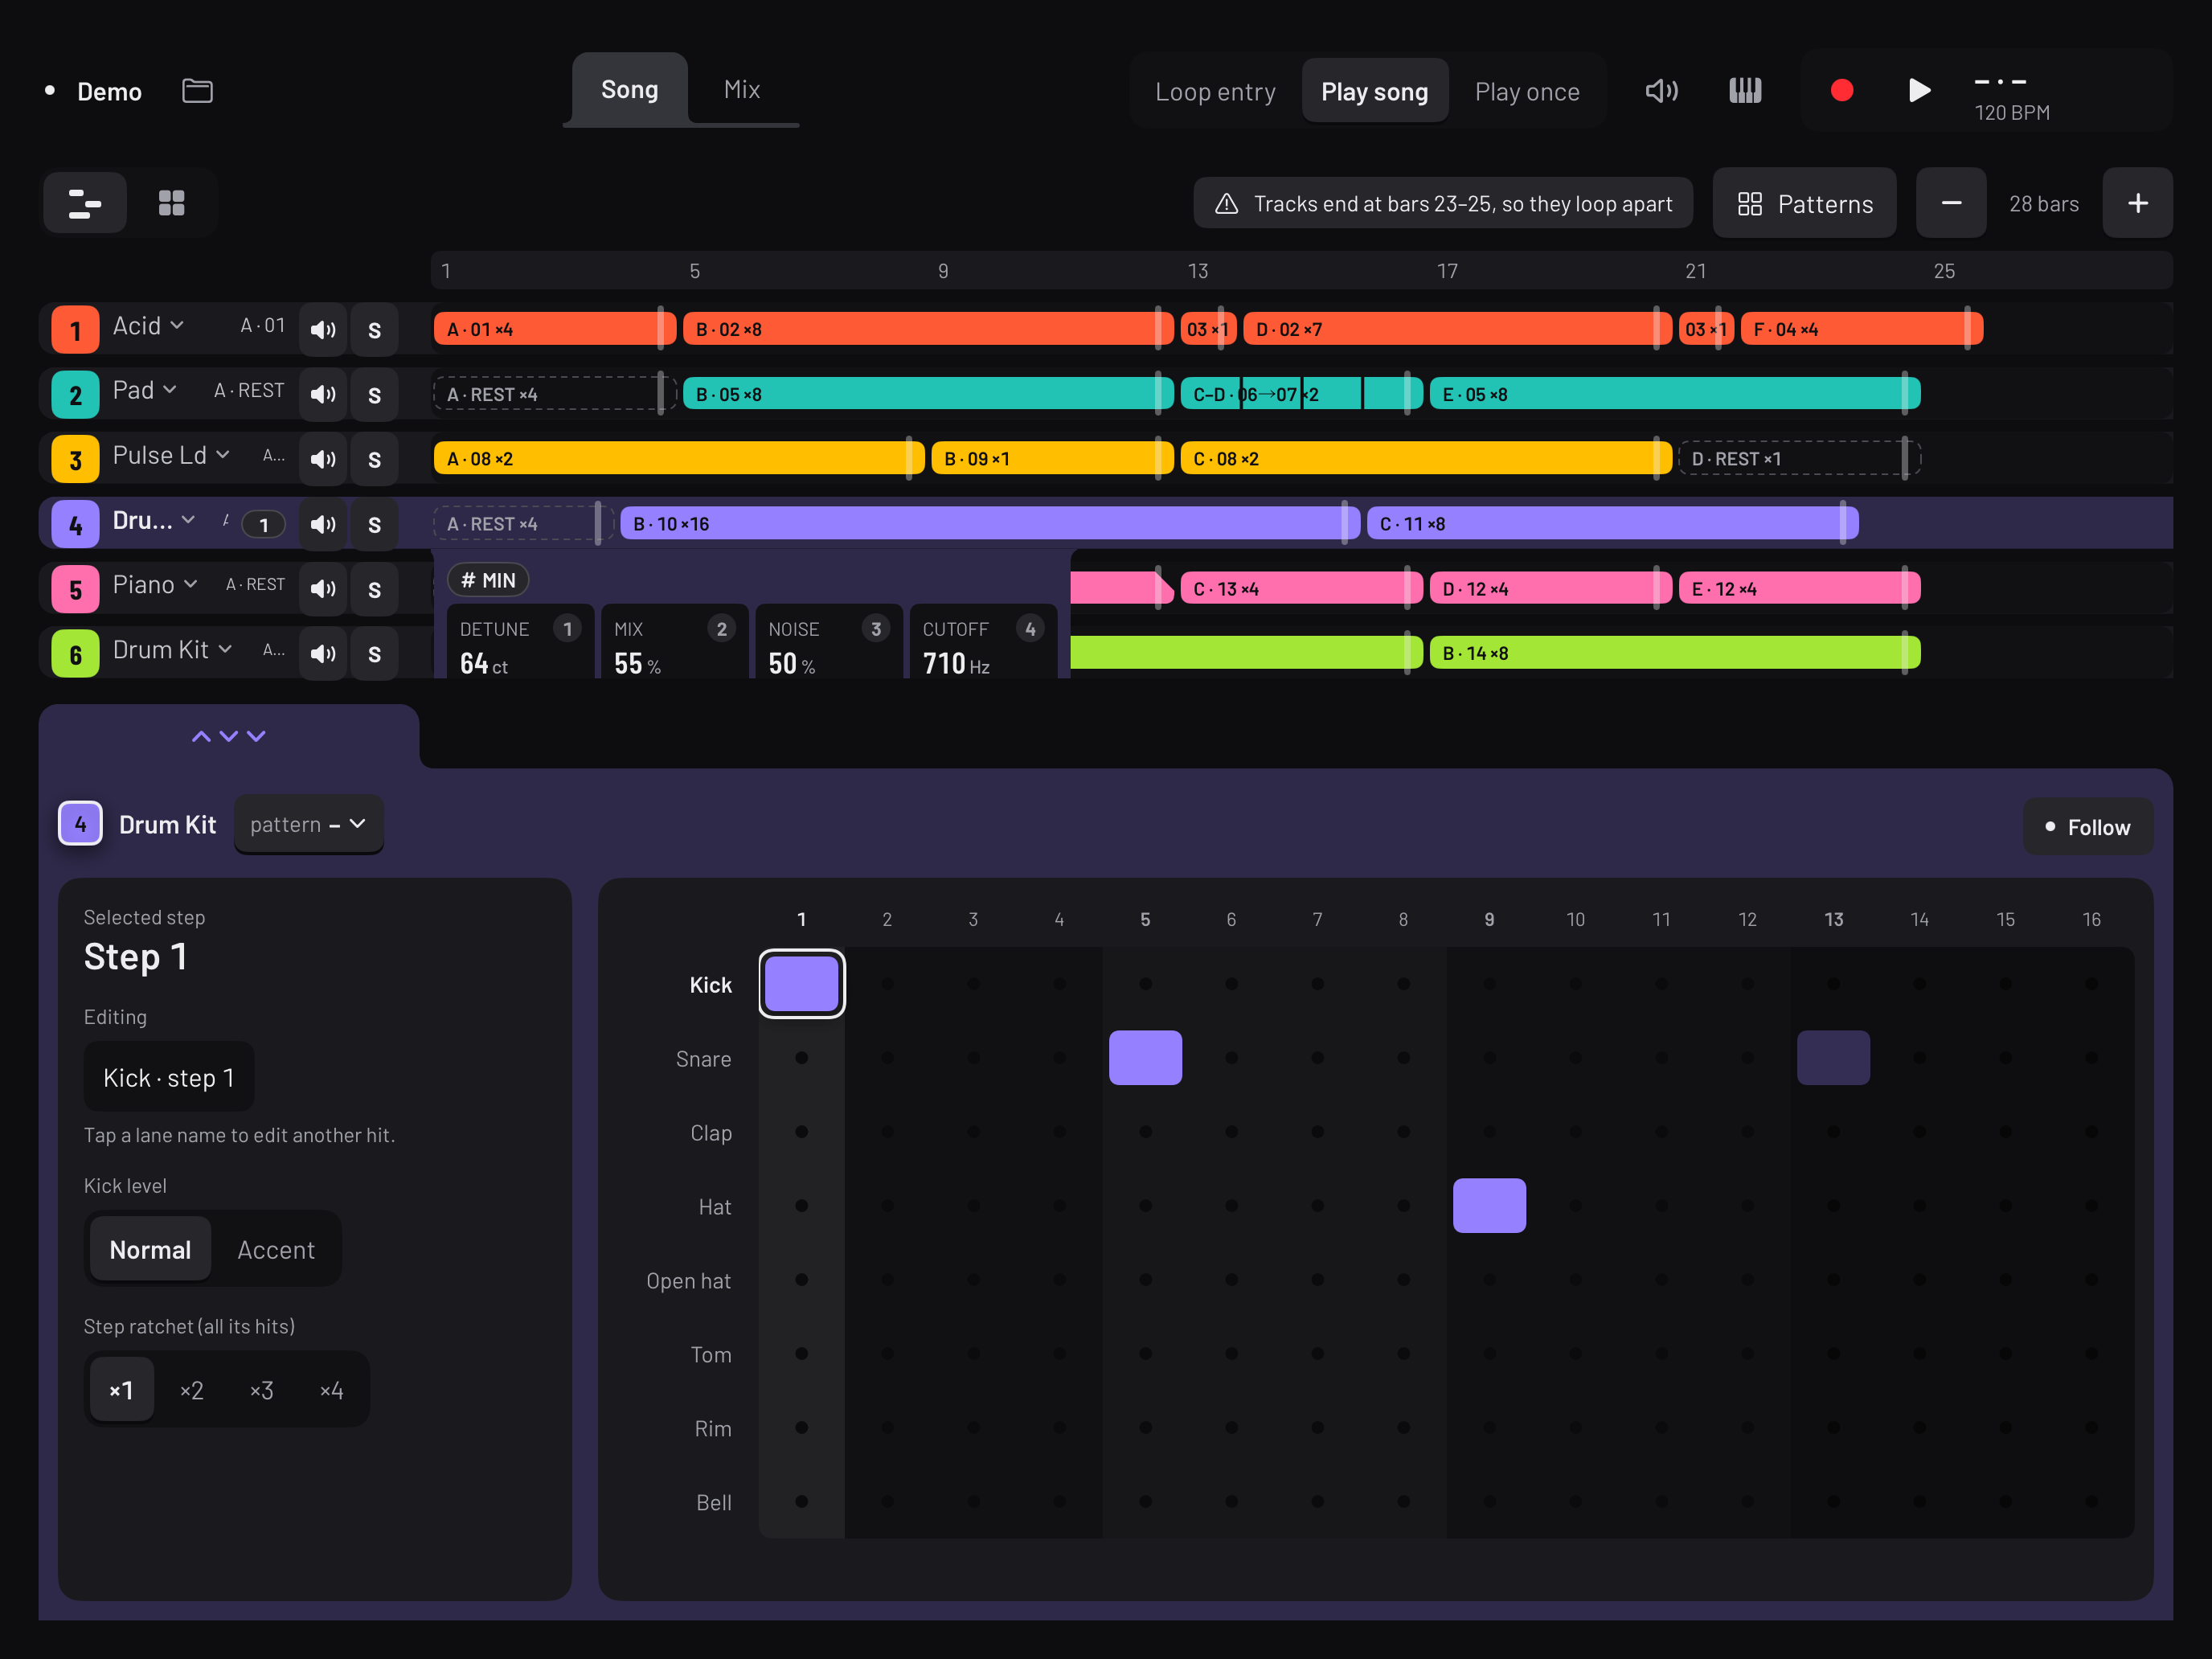 Demo
Song Mix
Loop entry Play song Play once
– · –
120 BPM
Tracks end at bars 23–25, so they loop apart
Patterns
28 bars
1 5 9 13 17 21 25
1 Acid A · 01 S A · 01 ×4 B · 02 ×8 03 ×1 D · 02 ×7 03 ×1 F · 04 ×4
2 Pad A · REST S A · REST ×4 B · 05 ×8 C–D · 06→07 ×2 E · 05 ×8
3 Pulse Ld A... S A · 08 ×2 B · 09 ×1 C · 08 ×2 D · REST ×1
4 Dru... 1 S A · REST ×4 B · 10 ×16 C · 11 ×8
5 Piano A · REST S C · 13 ×4 D · 12 ×4 E · 12 ×4
6 Drum Kit A... S B · 14 ×8
# MIN
DETUNE 1 MIX 2 NOISE 3 CUTOFF 4
64 ct 55 % 50 % 710 Hz
4 Drum Kit pattern –
Follow
Selected step
Step 1
Editing
Kick · step 1
Tap a lane name to edit another hit.
Kick level
Normal Accent
Step ratchet (all its hits)
×1 ×2 ×3 ×4
1 2 3 4 5 6 7 8 9 10 11 12 13 14 15 16
Kick
Snare
Clap
Hat
Open hat
Tom
Rim
Bell